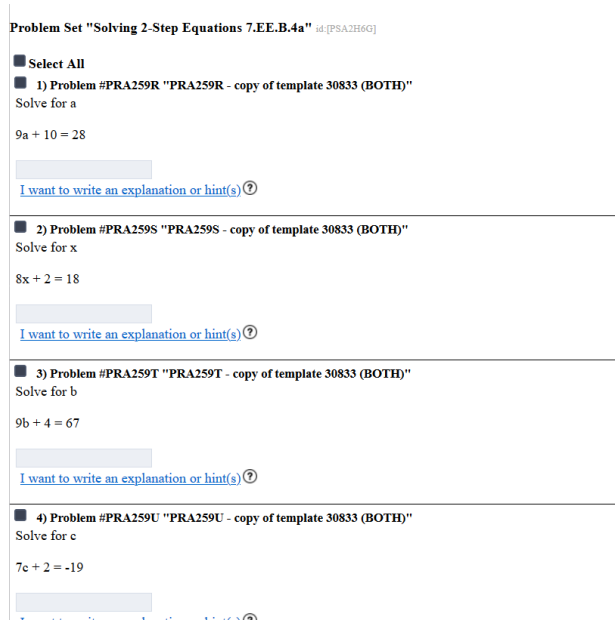 Problem Set "Solving 2-Step Equations 7.EE.B.4a" id:[PSA2H6G]
Select All
1) Problem #PRA259R "PRA259R - copy of template 30833 (BOTH)"
Solve for a
9a + 10 = 28
I want to write an explanation or hint(s) ?
2) Problem #PRA259S "PRA259S - copy of template 30833 (BOTH)"
Solve for x
8x + 2 = 18
I want to write an explanation or hint(s) ?
3) Problem #PRA259T "PRA259T - copy of template 30833 (BOTH)"
Solve for b
9b + 4 = 67
I want to write an explanation or hint(s) ?
4) Problem #PRA259U "PRA259U - copy of template 30833 (BOTH)"
Solve for c
7c + 2 = -19